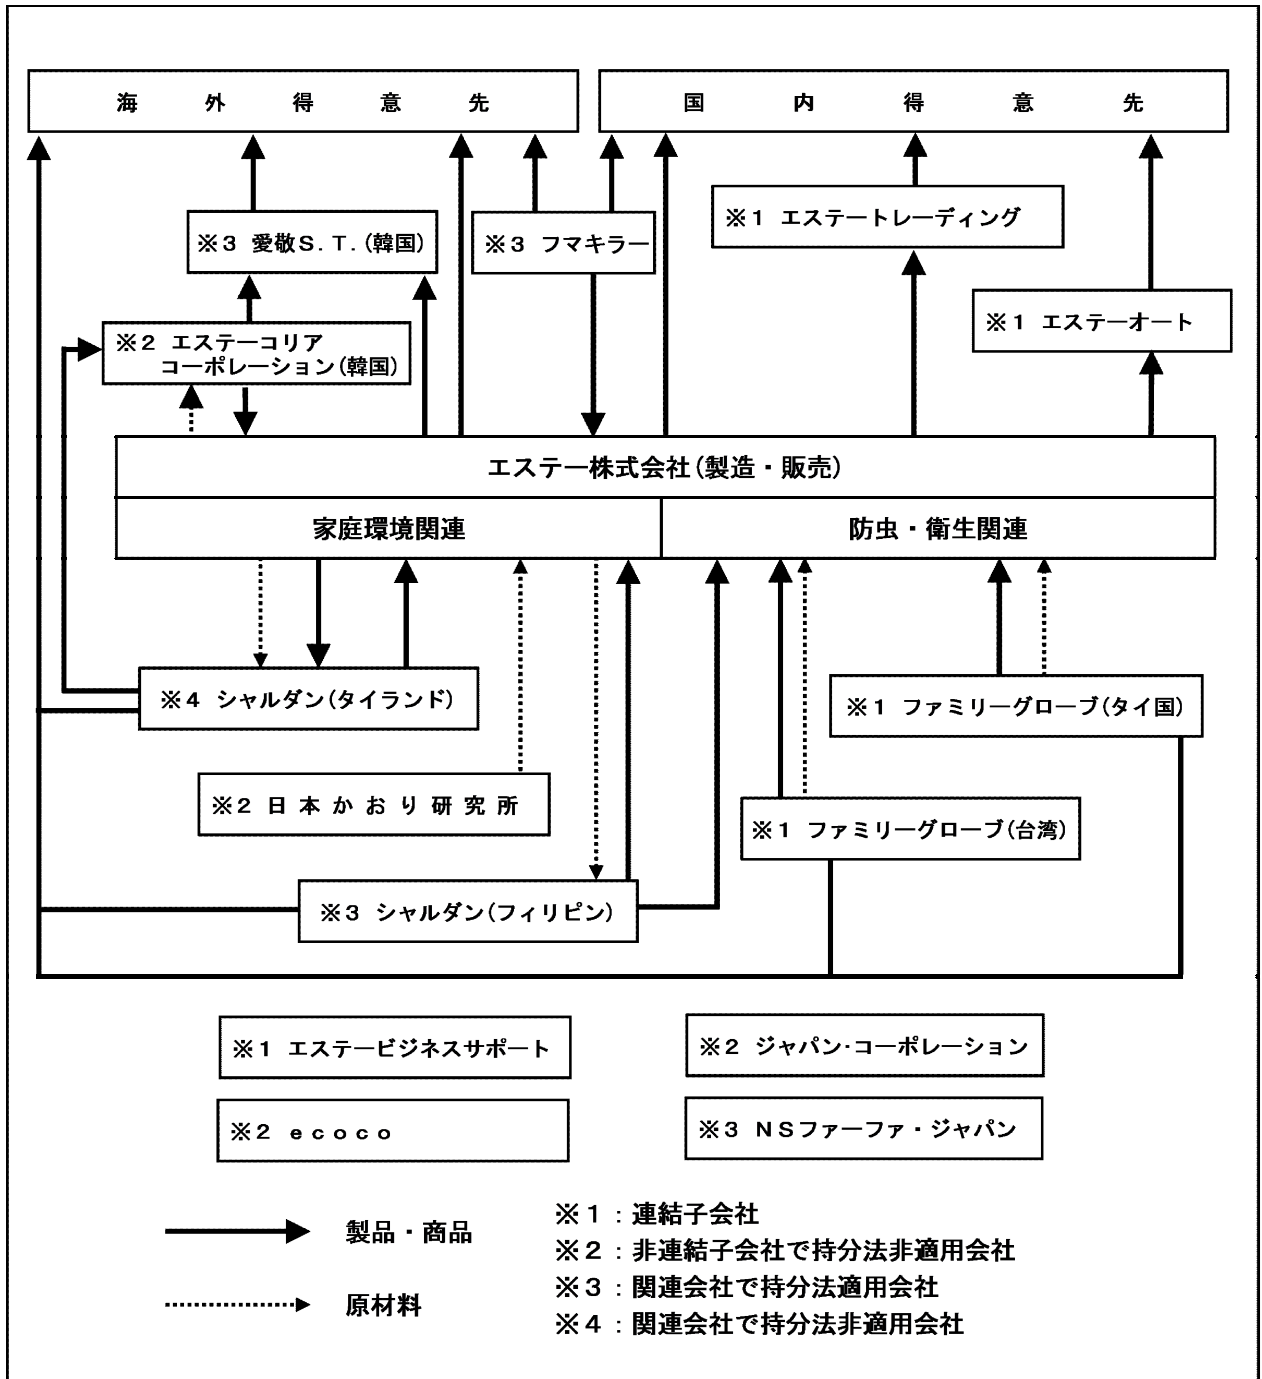 海外得意先
国内得意先
※1 エステートレーディング
※3 愛敬S.T.(韓国)
※3 フマキラー
※1 エステーオート
※2 エステーコリア
コーポレーション(韓国)
エステー株式会社(製造・販売)
家庭環境関連
防虫・衛生関連
※4 シャルダン(タイランド)
※1 ファミリーグローブ(タイ国)
※2 日本かおり研究所
※1 ファミリーグローブ(台湾)
※3 シャルダン(フィリピン)
※1 エステービジネスサポート
※2 ジャパン・コーポレーション
※2 ecoco
※3 NSファーファ・ジャパン
製品・商品
原材料
※1:連結子会社
※2:非連結子会社で持分法非適用会社
※3:関連会社で持分法適用会社
※4:関連会社で持分法非適用会社